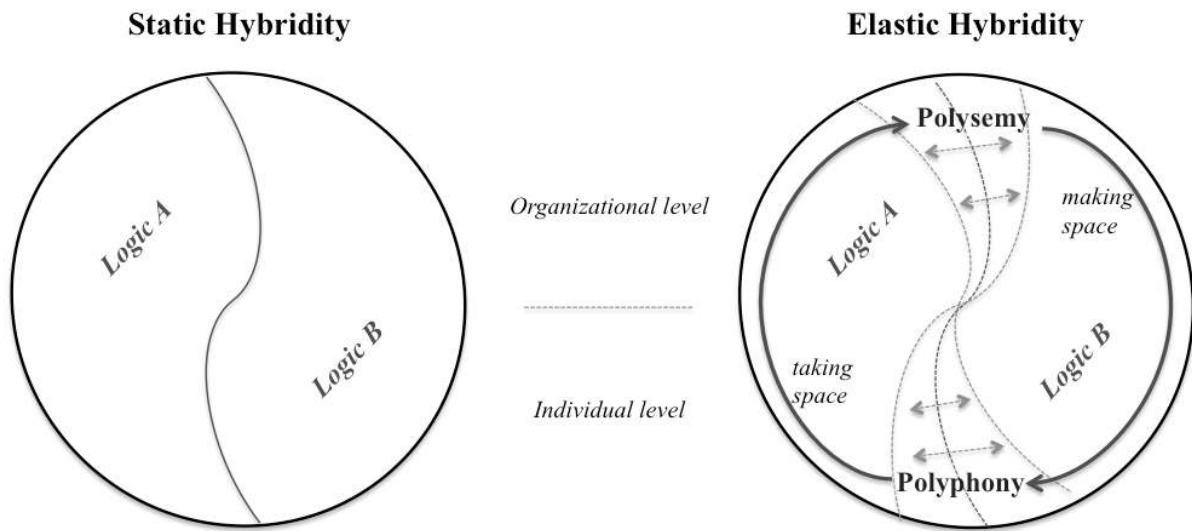 Static Hybridity
Elastic Hybridity
Logic A
Logic B
Organizational level
Individual level
Polysemy
Logic A
making
space
taking
space
Logic B
Polyphony